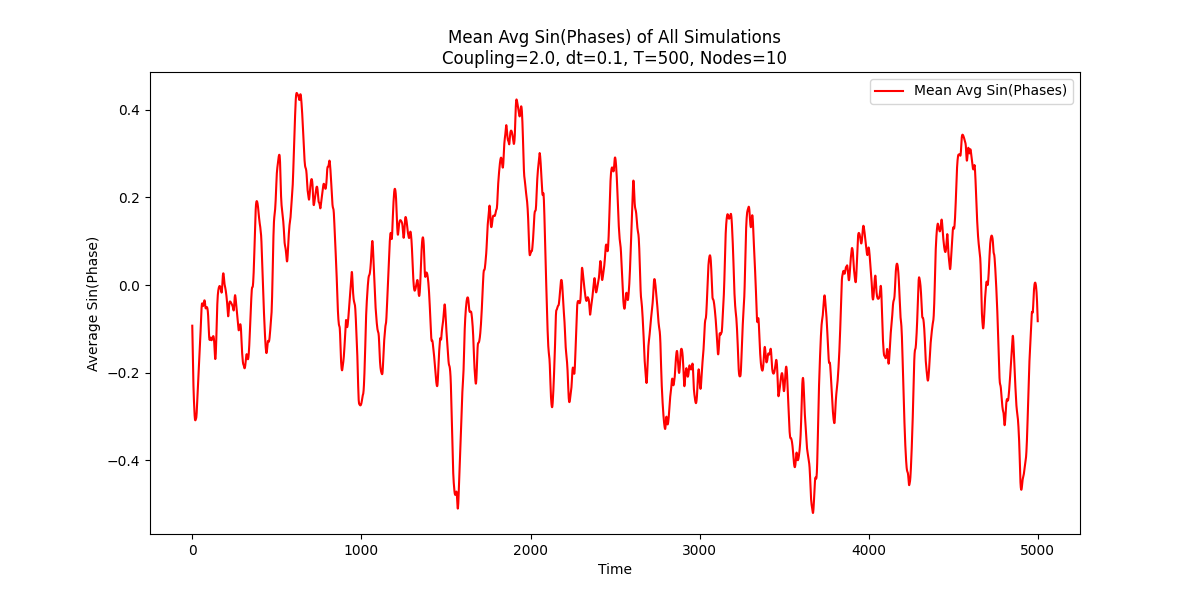 Mean Avg Sin(Phases) of All Simulations
Coupling=2.0, dt=0.1, T=500, Nodes=10
Mean Avg Sin(Phases)
Average Sin(Phase)
0.4
0.2
0.0
−0.2
−0.4
0 1000 2000 3000 4000 5000
Time